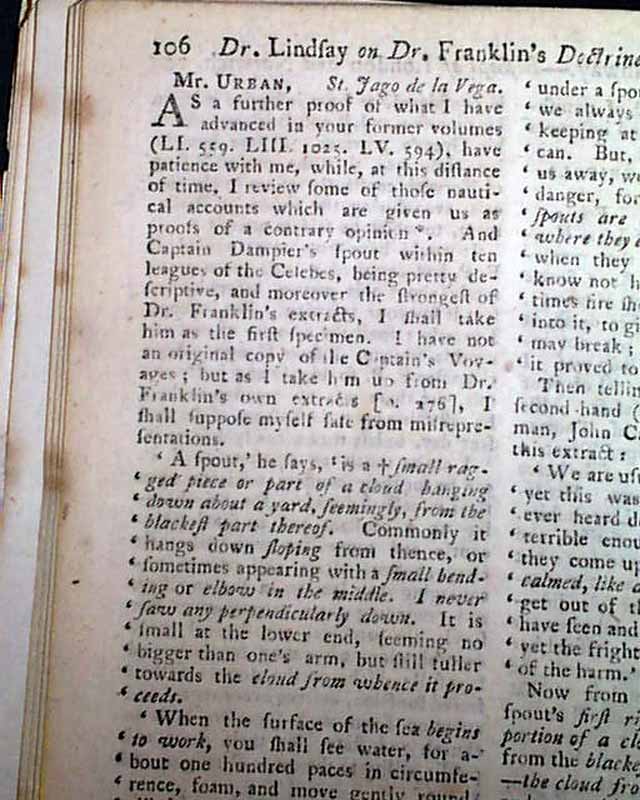 106 Dr. Lindſay on Dr. Franklin's Doctrine
Mr. URBAN, St. Jago de la Vega.
AS a further proof of what I have
advanced in your former volumes
(LI. 559. LIII. 1025. LV. 594), have
patience with me, while, at this diſtance
of time, I review ſome of thoſe nauti-
cal accounts which are given us as
proofs of a contrary opinion *. And
Captain Dampier's ſpout within ten
leagues of the Celebes, being pretty de-
ſcriptive, and moreover the ſtrongeſt of
Dr. Franklin's extracts, I ſhall take
him as the firſt ſpecimen. I have not
an original copy of the Captain's Voy-
ages; but as I take him up from Dr.
Franklin's own extracts [p. 276], I
ſhall ſuppoſe myſelf ſafe from miſrepre-
ſentations.
‘ A ſpout,’ he ſays, ‘ is a † ſmall rag-
‘ ged piece or part of a cloud hanging
‘ down about a yard, ſeemingly, from the
‘ blackeſt part thereof. Commonly it
‘ hangs down ſloping from thence, or
‘ ſometimes appearing with a ſmall bend-
‘ ing or elbow in the middle. I never
‘ ſaw any perpendicularly down. It is
‘ ſmall at the lower end, ſeeming no
‘ bigger than one's arm, but ſtill fuller
‘ towards the cloud from whence it pro-
‘ ceeds.
‘ When the ſurface of the ſea begins
‘ to work, you ſhall ſee water, for a-
‘ bout one hundred paces in circumfe-
‘ rence, foam, and move gently round
‘ under a ſpou
‘ we always
‘ keeping at
‘ can. But,
‘ us away, we
‘ danger, for
‘ ſpouts are
‘ where they
‘ when they
‘ know not h
‘ times fire ſh
‘ into it, to gi
‘ may break ;
‘ it proved to
Then tellin
ſecond-hand (
man, John C
this extract :
‘ We are uſu
‘ yet this was
‘ ever heard
‘ terrible enou
‘ they come up
‘ calmed, like a
‘ get out of th
‘ have ſeen and
‘ yet the fright
‘ of the harm.’
Now from
ſpout's firſt ri
portion of a cl
from the blacke
—the cloud fro